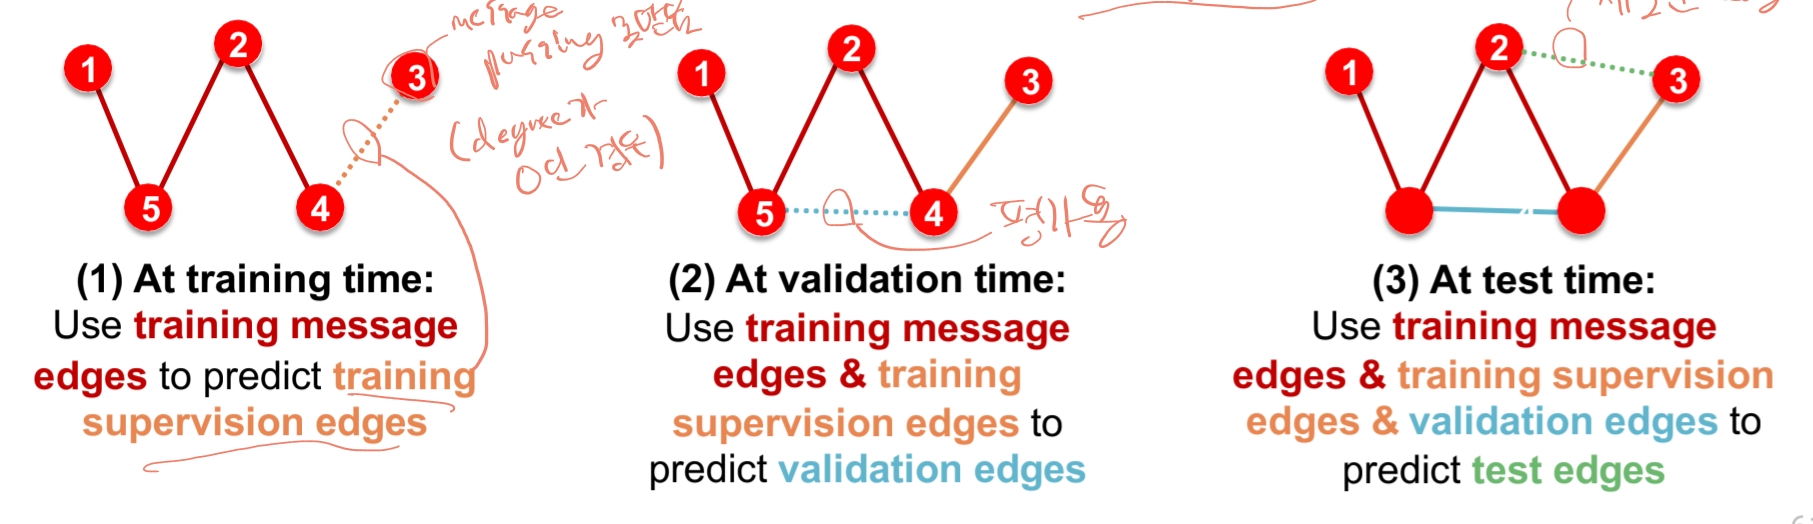 1
2
3
5
4
message
passing 못함
(degree가
0인 경우)
(1) At training time:
Use training message
edges to predict training
supervision edges
1
2
3
5
4
평가용
(2) At validation time:
Use training message
edges & training
supervision edges to
predict validation edges
1
2
3
4
(3) At test time:
Use training message
edges & training supervision
edges & validation edges to
predict test edges